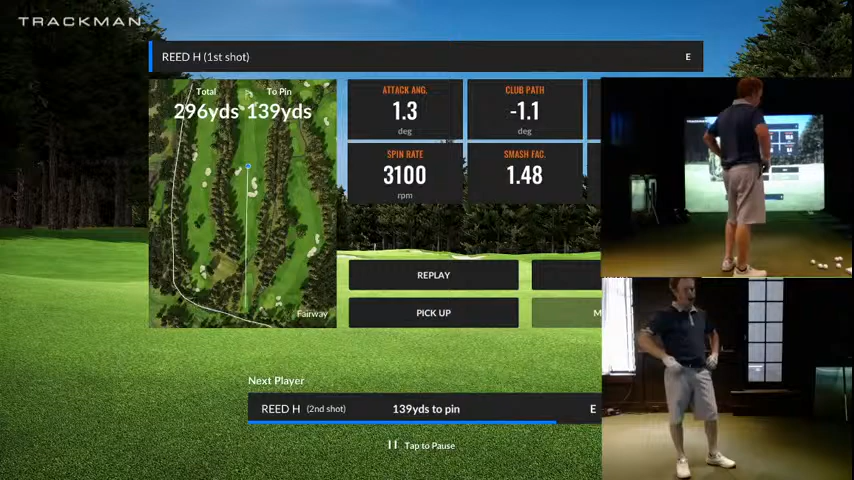 TRACKMAN
REED H (1st shot)
E
Total
296yds
To Pin
139yds
Fairway
ATTACK ANG.
1.3
deg
CLUB PATH
-1.1
deg
SPIN RATE
3100
rpm
SMASH FAC.
1.48
REPLAY
PICK UP
M
Next Player
REED H (2nd shot) 139yds to pin E
Tap to Pause